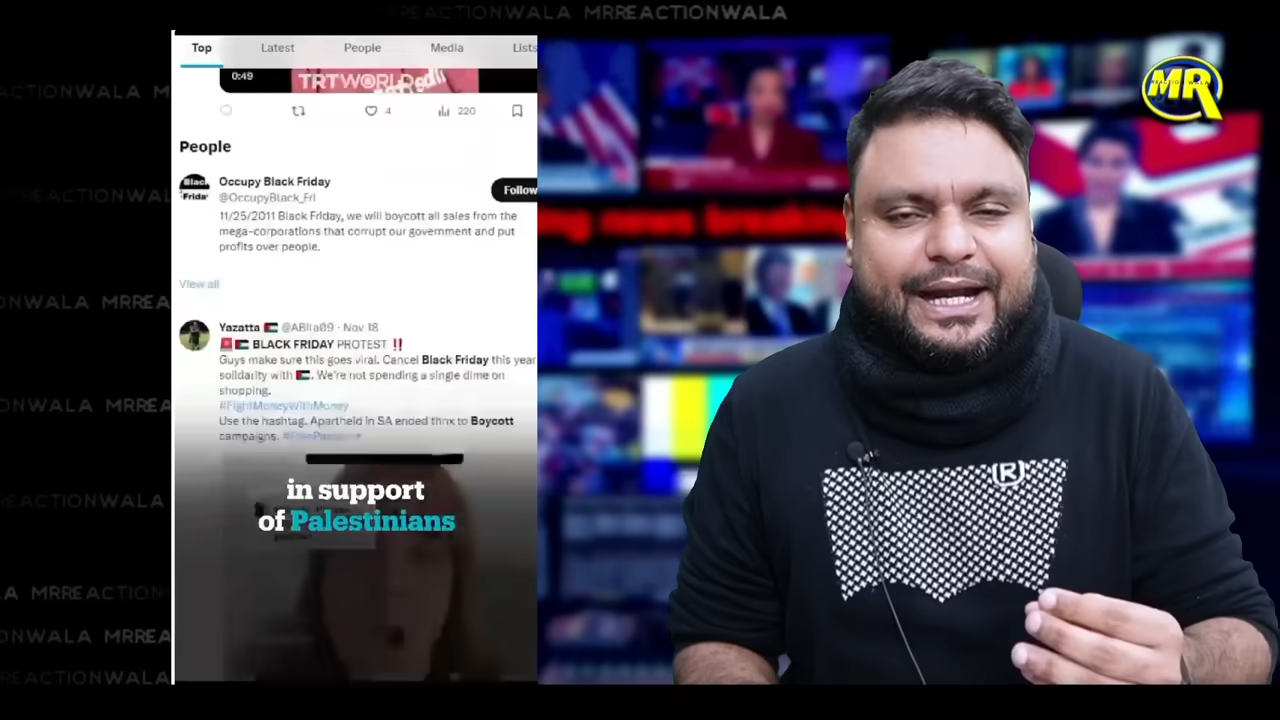 MRREACTIONWALA
Top Latest People Media Lists
0:49
TRTWORLD
4 220
People
Occupy Black Friday
Follow
@OccupyBlack_Fri
11/25/2011 Black Friday, we will boycott all sales from the
mega-corporations that corrupt our government and put
profits over people.
View all
Yazatta 🇵🇸 @ABlla09 · Nov 18
🚨🇵🇸 BLACK FRIDAY PROTEST ‼️
Guys make sure this goes viral. Cancel Black Friday this year
solidarity with 🇵🇸. We're not spending a single dime on
shopping.
#FightMoneyWithMoney
Use the hashtag. Apartheid in SA ended thnx to Boycott
campaigns.
in support
of Palestinians
MR
news breaking
®